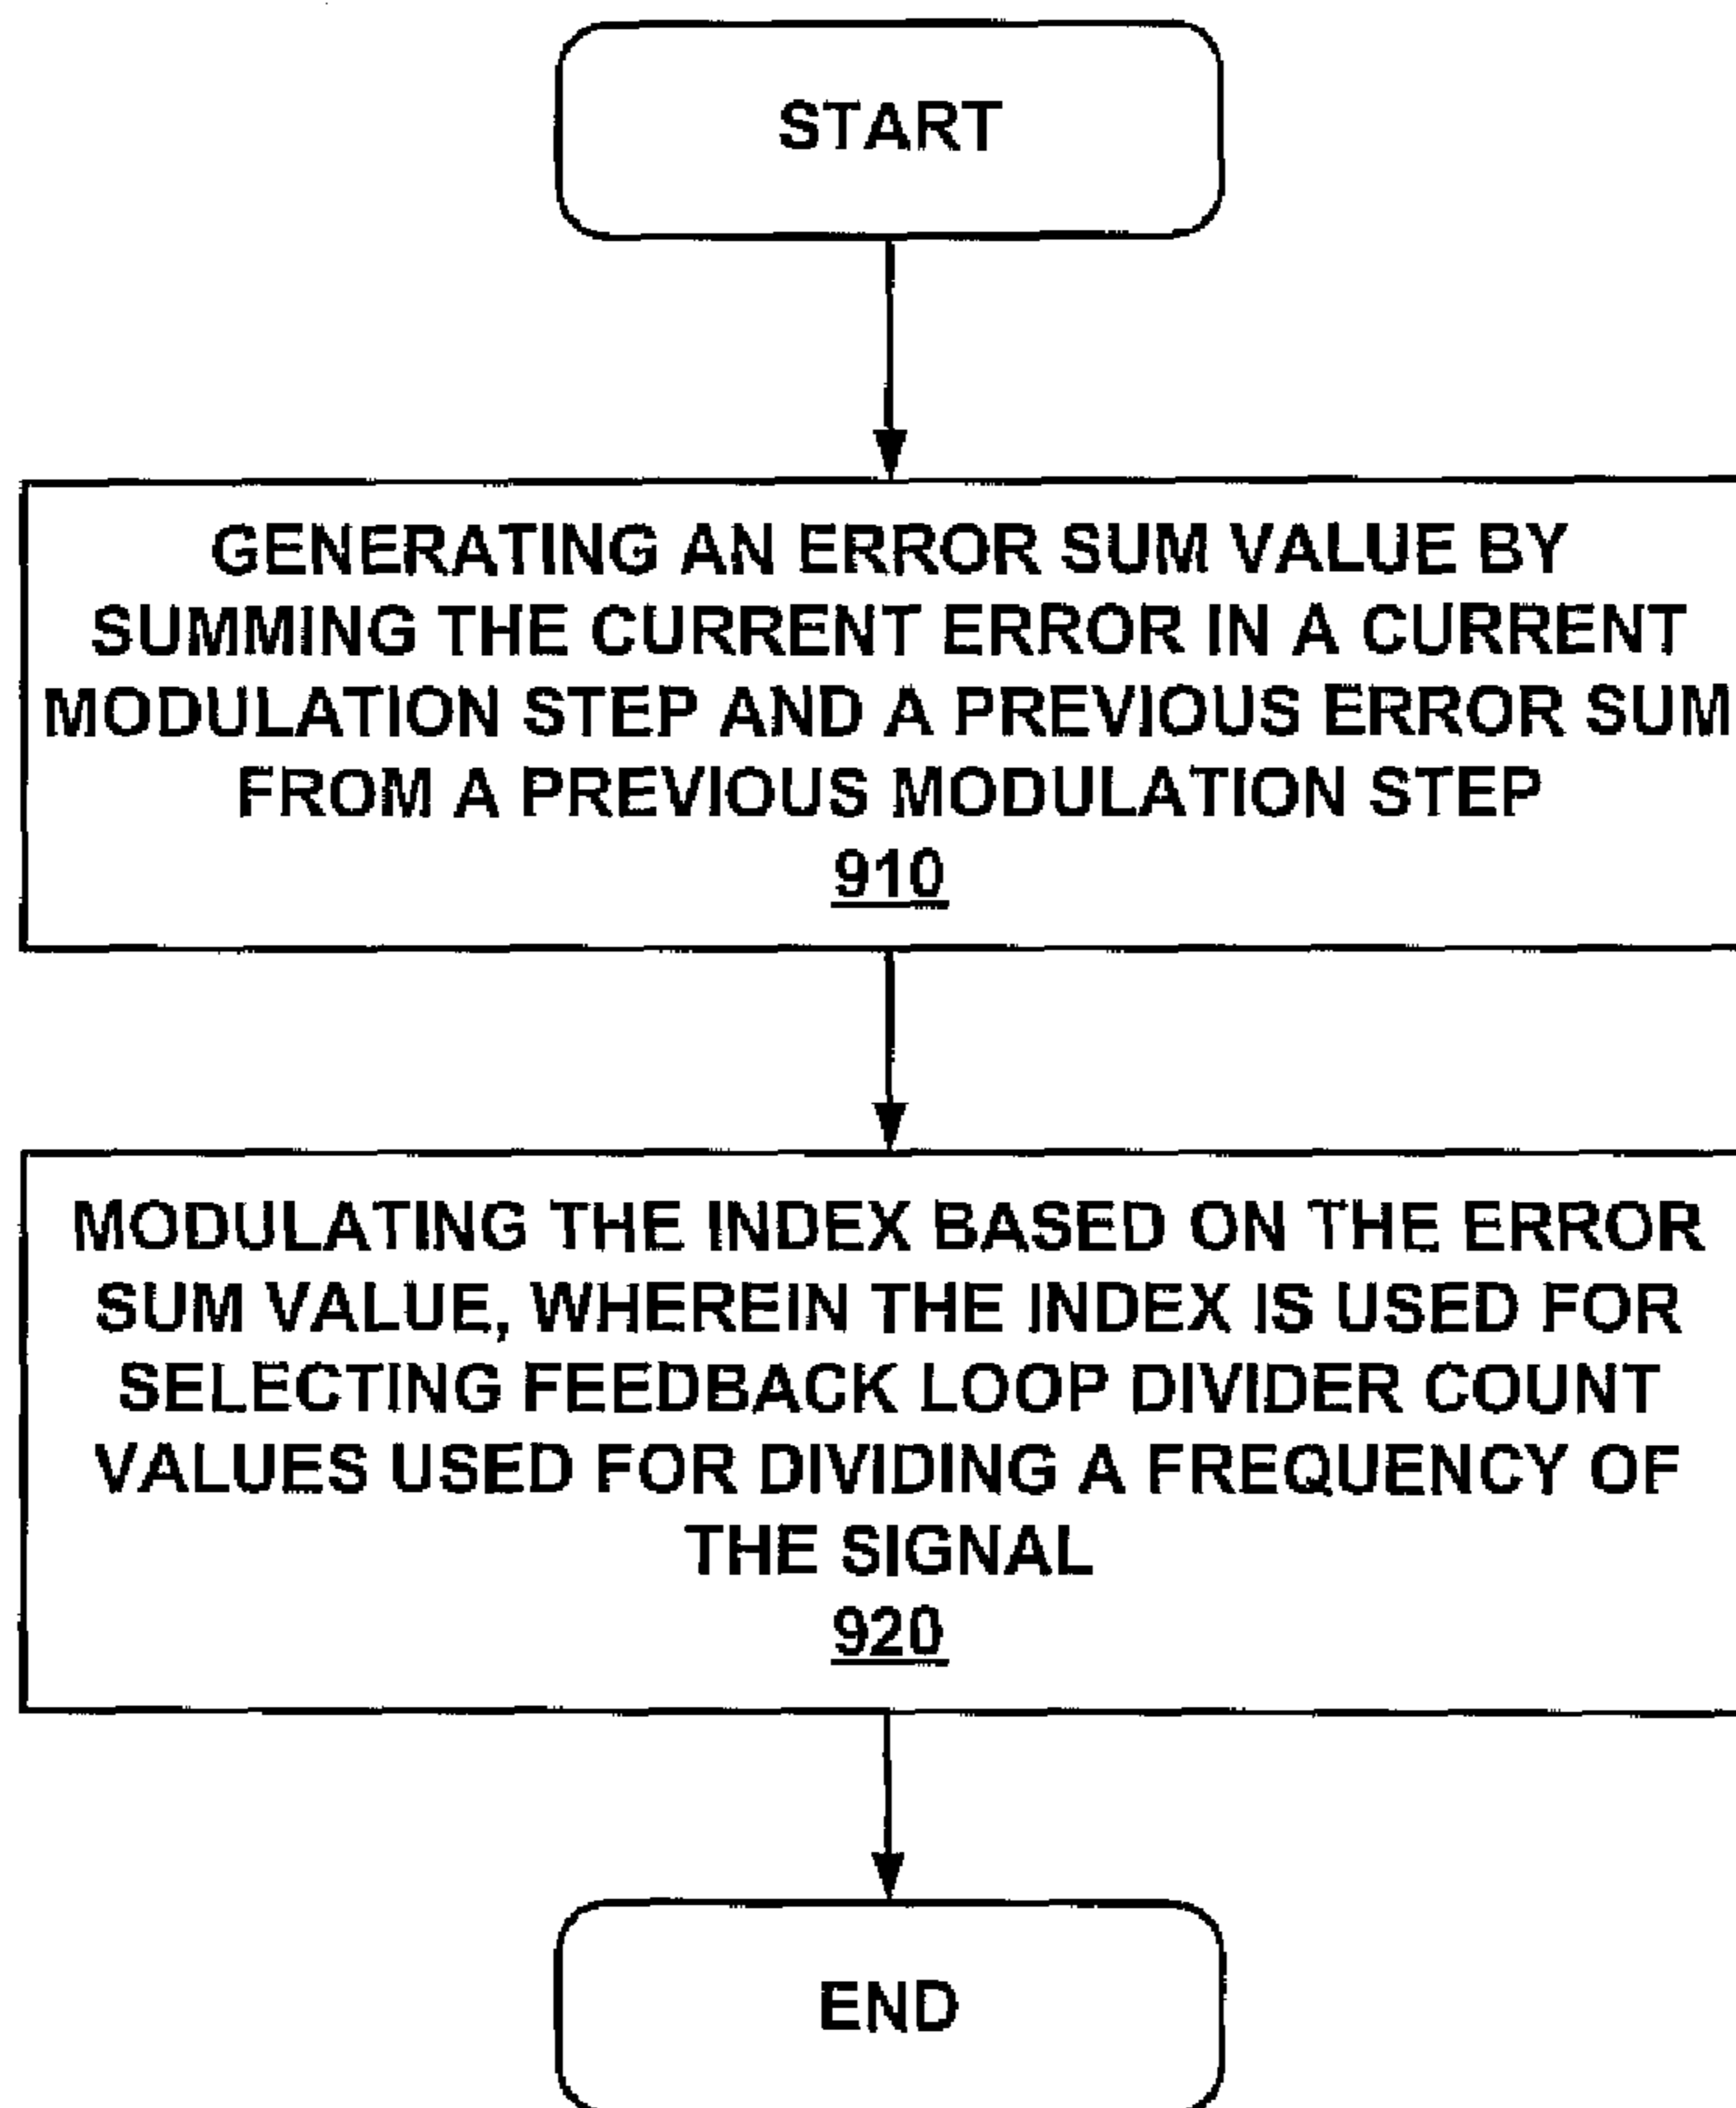 START
GENERATING AN ERROR SUM VALUE BY
SUMMING THE CURRENT ERROR IN A CURRENT
MODULATION STEP AND A PREVIOUS ERROR SUM
FROM A PREVIOUS MODULATION STEP
910
MODULATING THE INDEX BASED ON THE ERROR
SUM VALUE, WHEREIN THE INDEX IS USED FOR
SELECTING FEEDBACK LOOP DIVIDER COUNT
VALUES USED FOR DIVIDING A FREQUENCY OF
THE SIGNAL
920
END